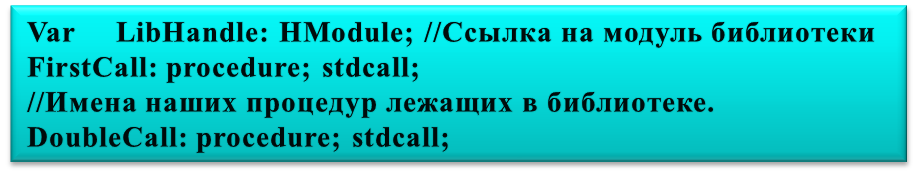 Var LibHandle: HModule; //Ссылка на модуль библиотеки
FirstCall: procedure; stdcall;
//Имена наших процедур лежащих в библиотеке.
DoubleCall: procedure; stdcall;